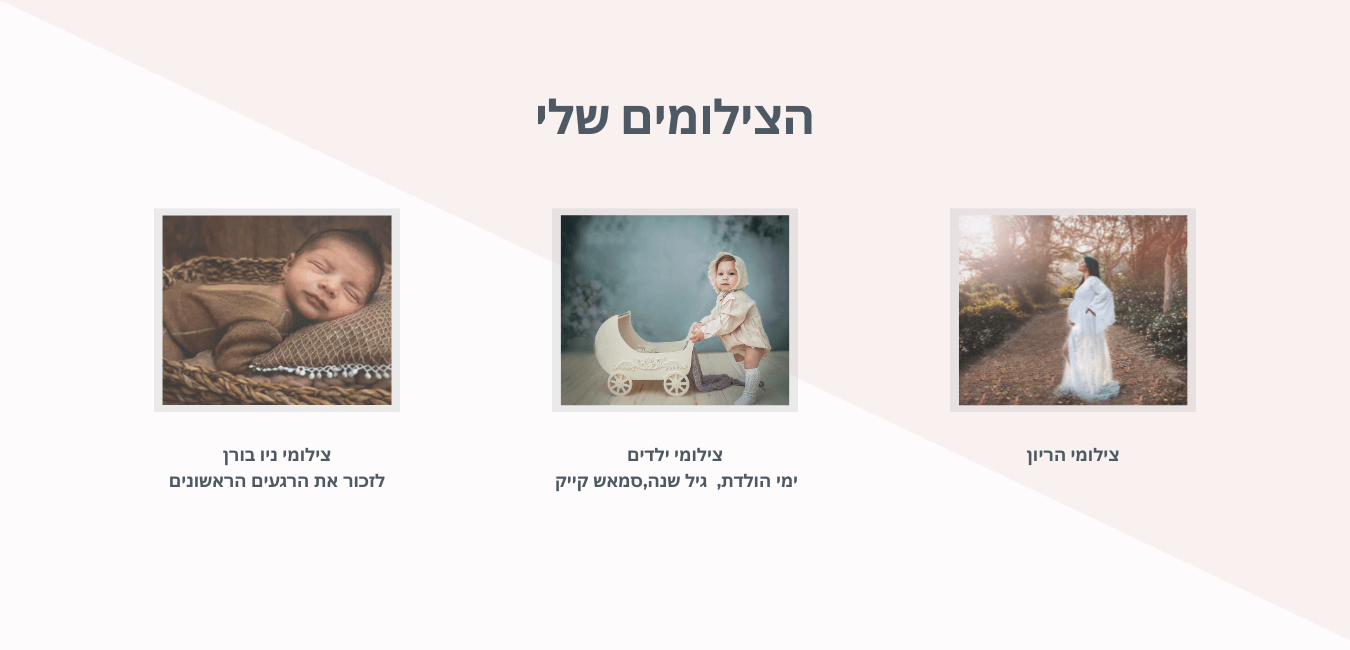 הצילומים שלי
צילומי הריון
צילומי ילדים
ימי הולדת,  גיל שנה,סמאש קייק
צילומי ניו בורן
לזכור את הרגעים הראשונים